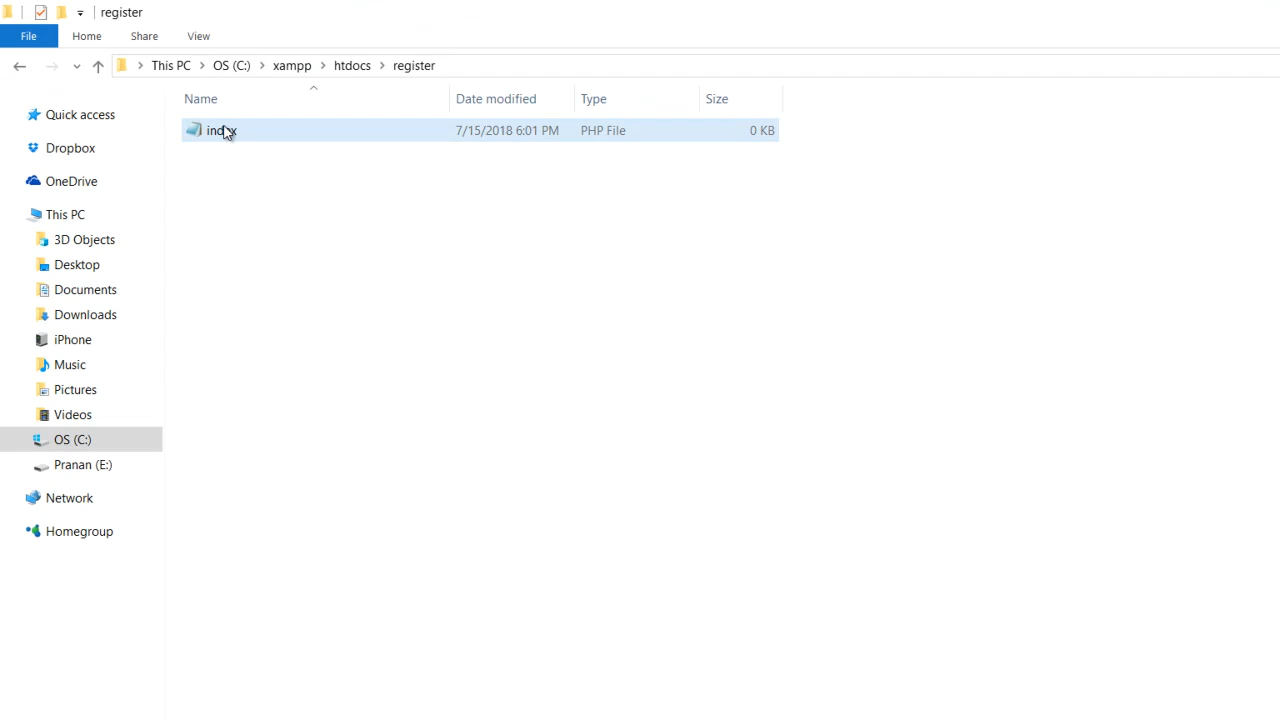 register
File Home Share View
This PC OS (C:) xampp htdocs register
Name Date modified Type Size
index 7/15/2018 6:01 PM PHP File 0 KB
Quick access
Dropbox
OneDrive
This PC
3D Objects
Desktop
Documents
Downloads
iPhone
Music
Pictures
Videos
OS (C:)
Pranan (E:)
Network
Homegroup